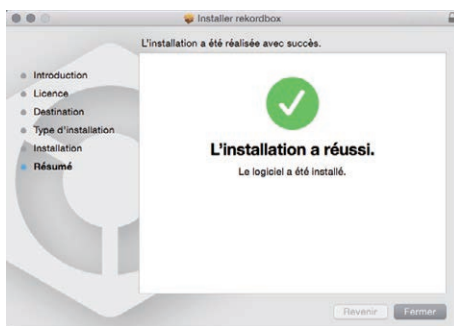 Installer rekordbox
L'installation a été réalisée avec succès.
Introduction
Licence
Destination
Type d'installation
Installation
Résumé
L'installation a réussi.
Le logiciel a été installé.
Revenir
Fermer